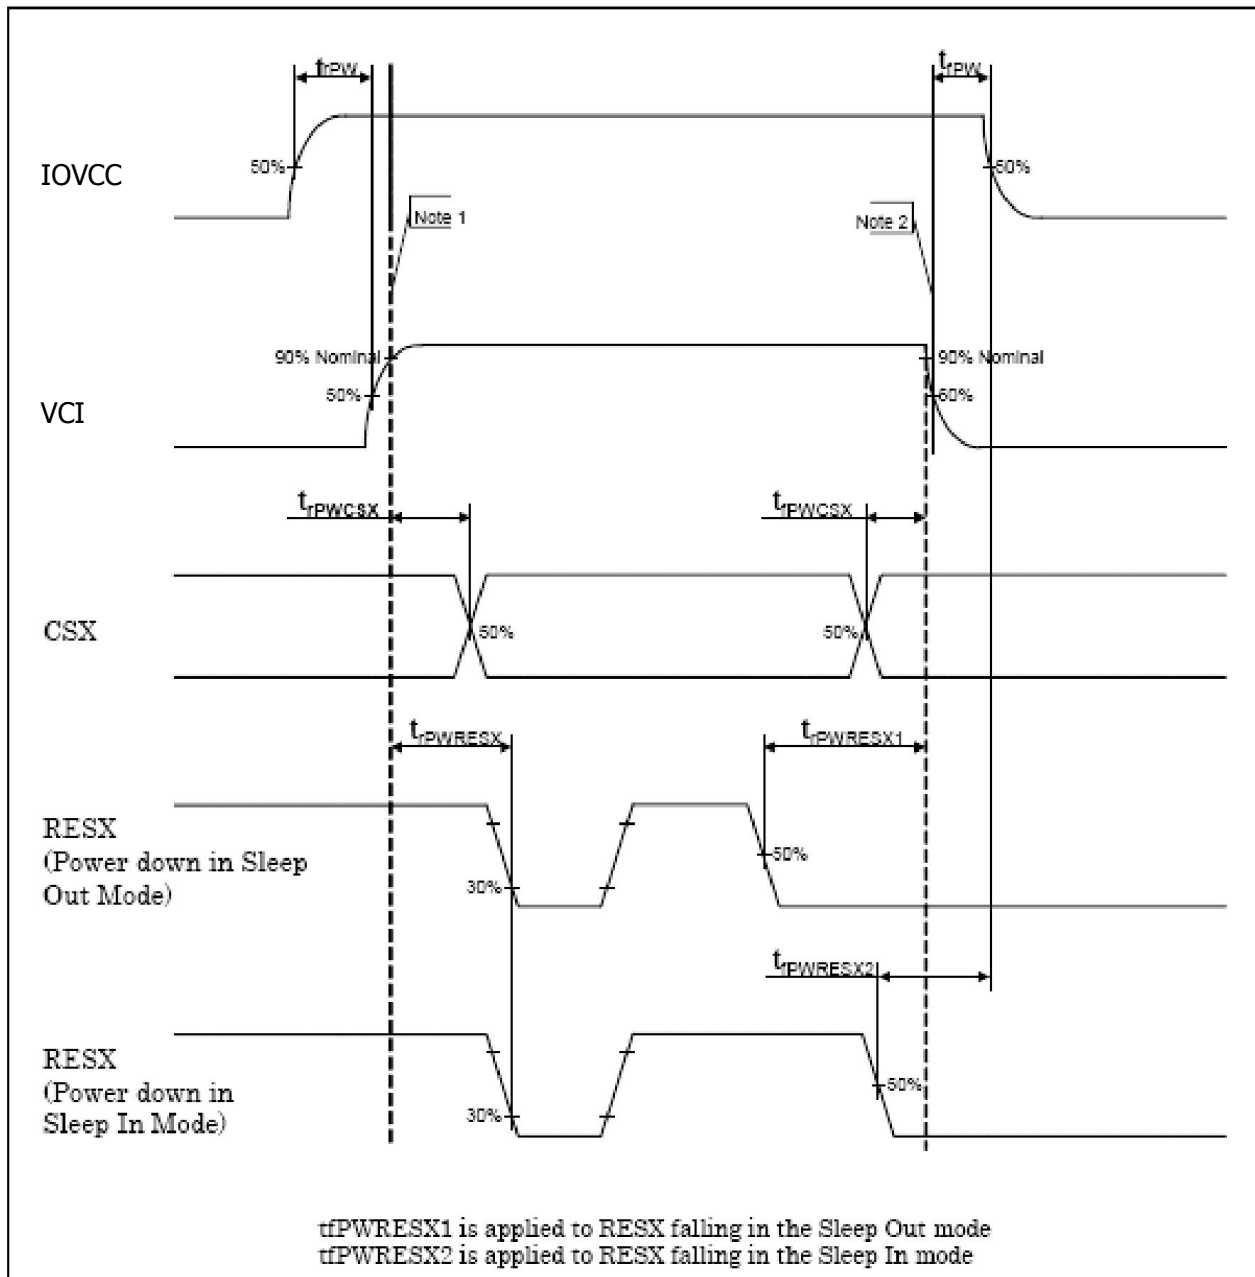 trPW
tfPW
50%
50%
IOVCC
Note 1
Note 2
90% Nominal
90% Nominal
50%
50%
VCI
trPWCSX
tfPWCSX
CSX
50%
50%
trPWRESX
trPWRESX1
RESX
(Power down in Sleep
Out Mode)
50%
30%
tfPWRESX2
RESX
(Power down in
Sleep In Mode)
50%
30%
tfPWRESX1 is applied to RESX falling in the Sleep Out mode
tfPWRESX2 is applied to RESX falling in the Sleep In mode